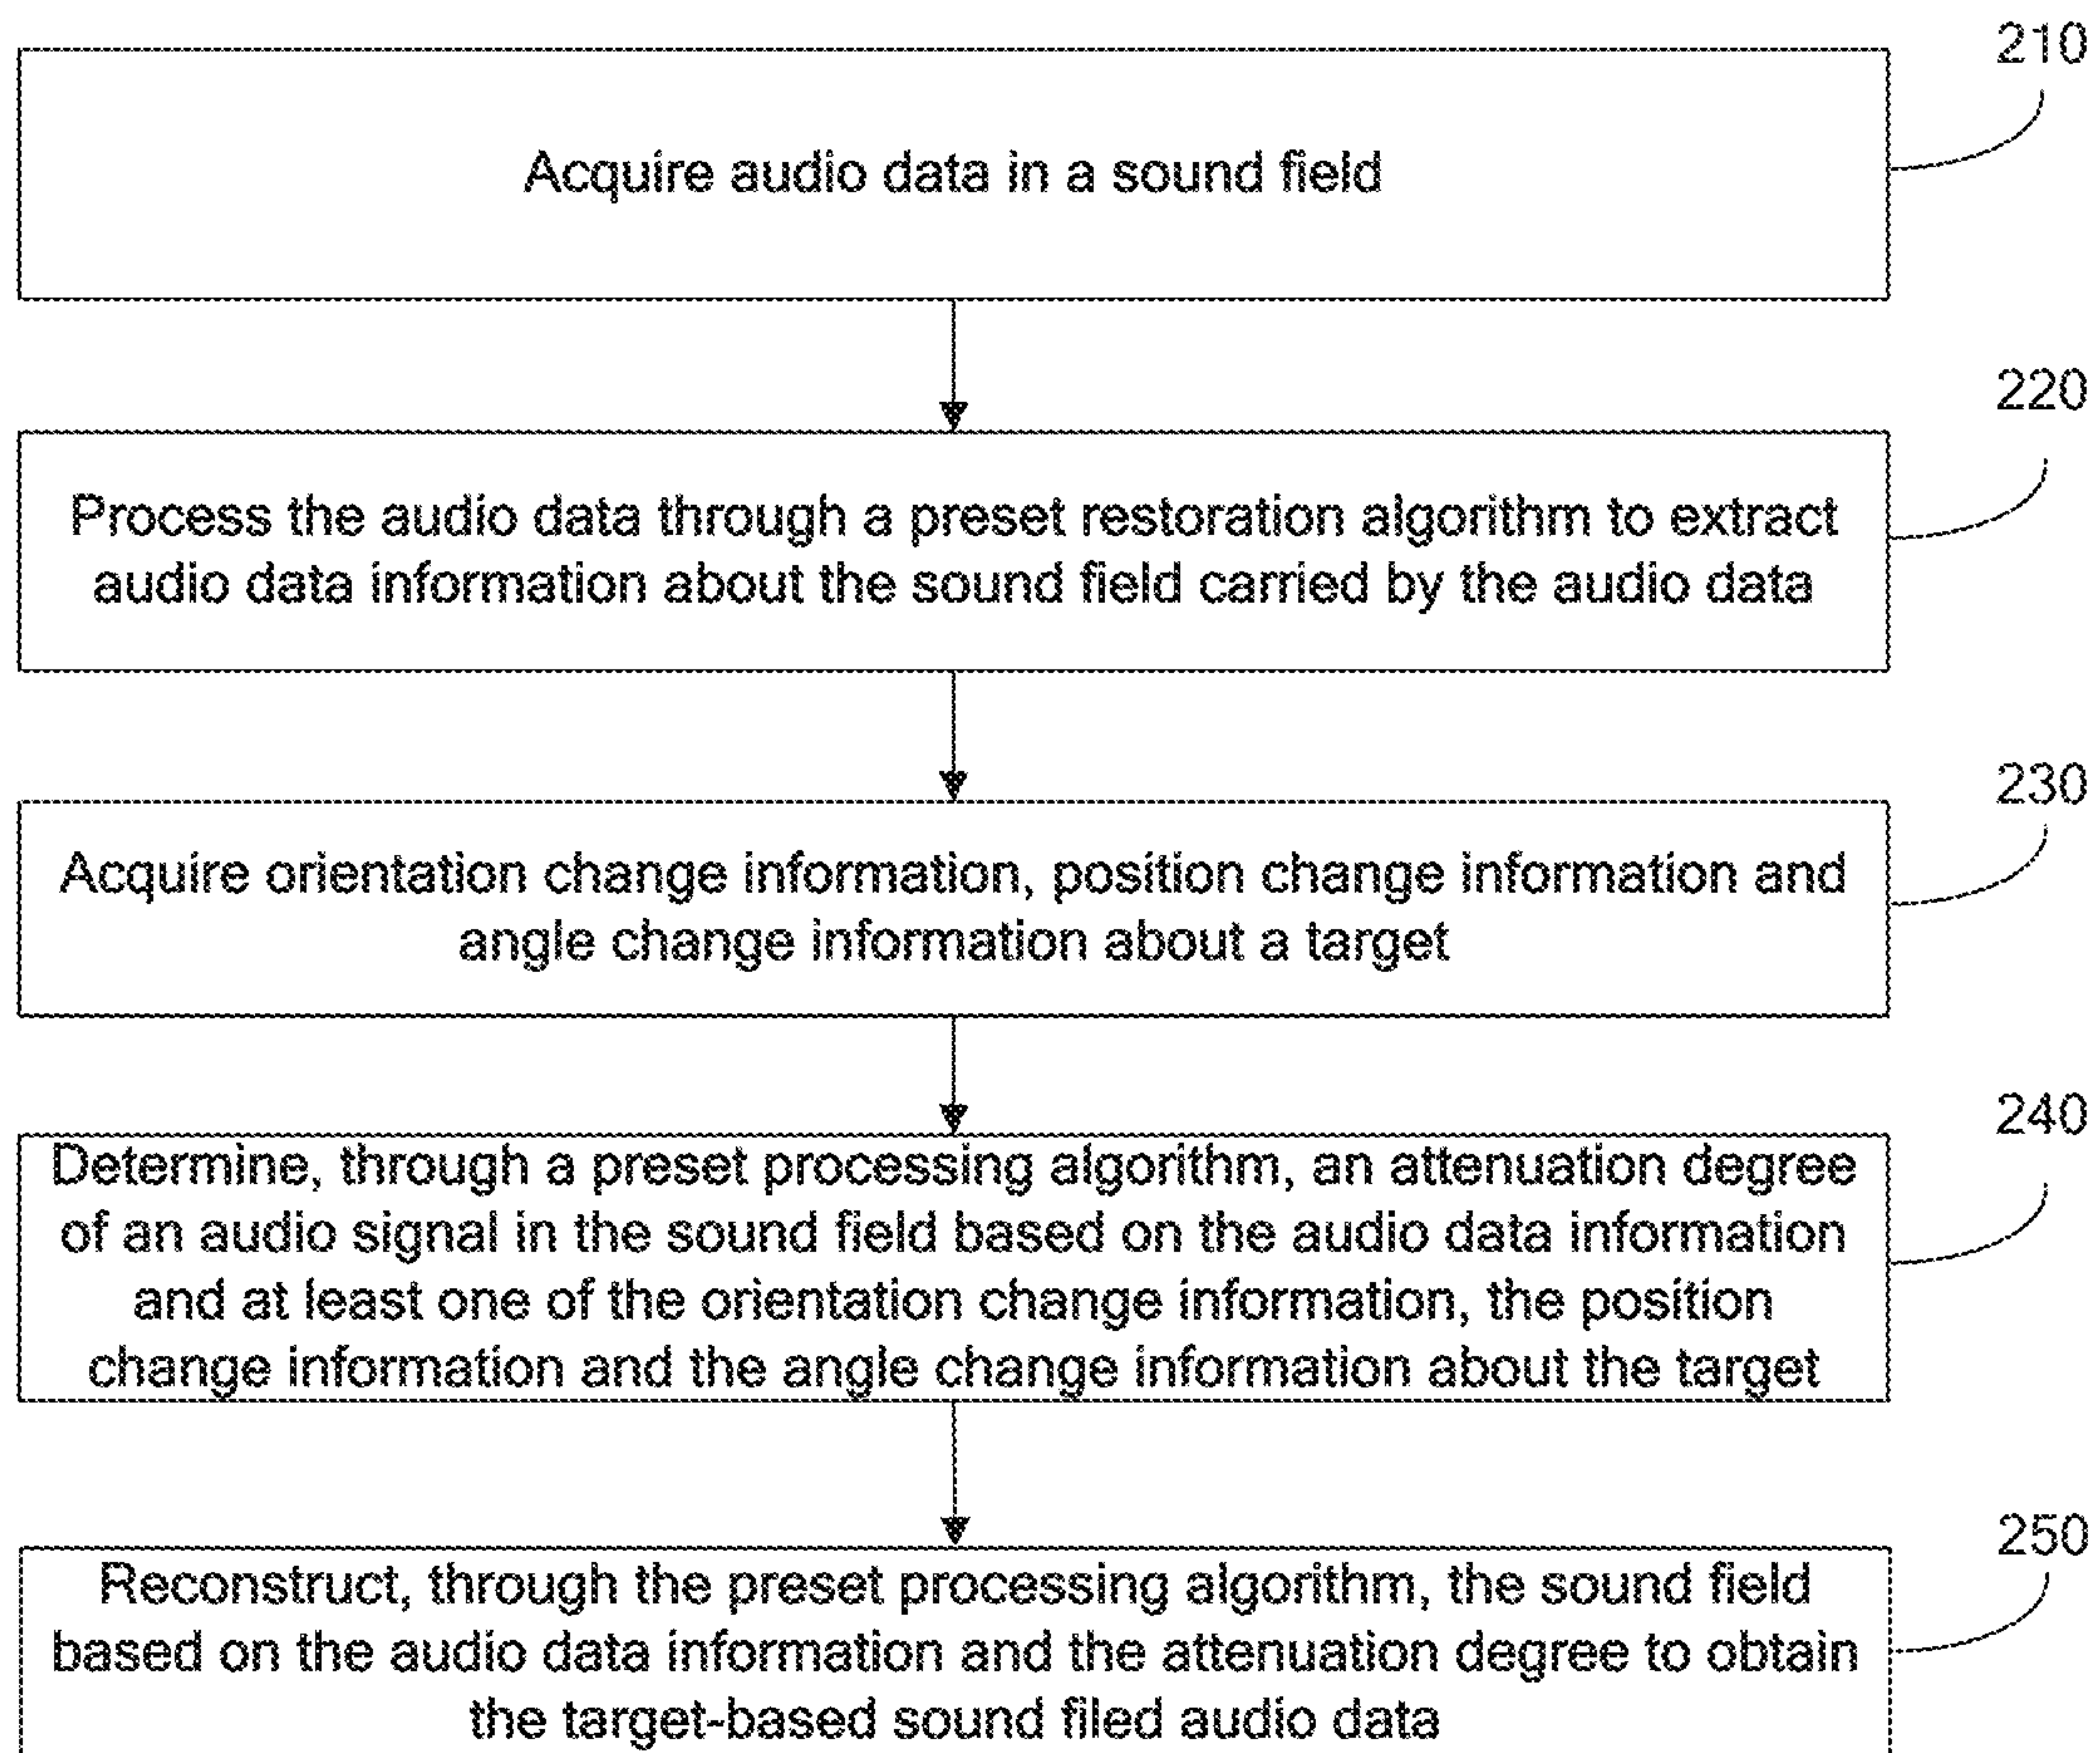 210
Acquire audio data in a sound field
220
Process the audio data through a preset restoration algorithm to extract
audio data information about the sound field carried by the audio data
230
Acquire orientation change information, position change information and
angle change information about a target
240
Determine, through a preset processing algorithm, an attenuation degree
of an audio signal in the sound field based on the audio data information
and at least one of the orientation change information, the position
change information and the angle change information about the target
250
Reconstruct, through the preset processing algorithm, the sound field
based on the audio data information and the attenuation degree to obtain
the target-based sound filed audio data